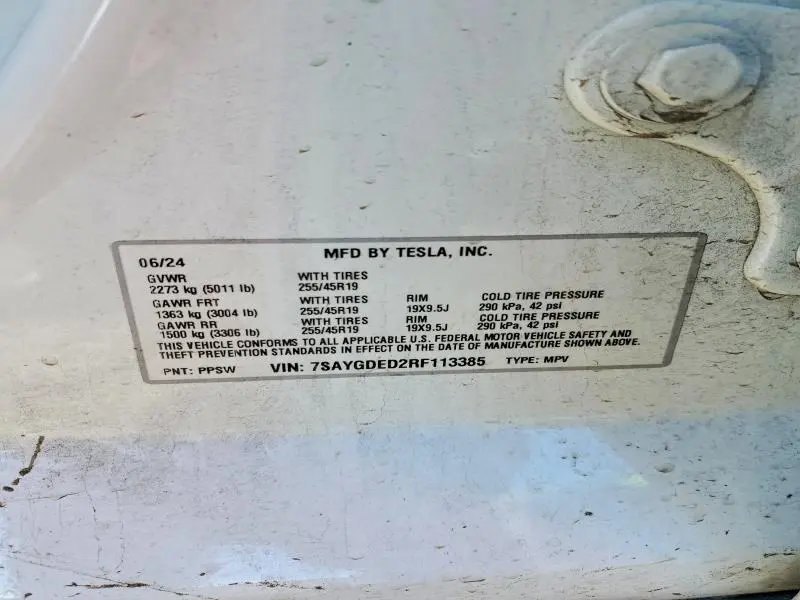 06/24 MFD BY TESLA, INC.
GVWR WITH TIRES
2273 kg (5011 lb) 255/45R19
GAWR FRT WITH TIRES RIM COLD TIRE PRESSURE
1363 kg (3004 lb) 255/45R19 19X9.5J 290 kPa, 42 psi
GAWR RR WITH TIRES RIM COLD TIRE PRESSURE
1500 kg (3306 lb) 255/45R19 19X9.5J 290 kPa, 42 psi
THIS VEHICLE CONFORMS TO ALL APPLICABLE U.S. FEDERAL MOTOR VEHICLE SAFETY AND
THEFT PREVENTION STANDARDS IN EFFECT ON THE DATE OF MANUFACTURE SHOWN ABOVE.
PNT: PPSW VIN: 7SAYGDED2RF113385 TYPE: MPV